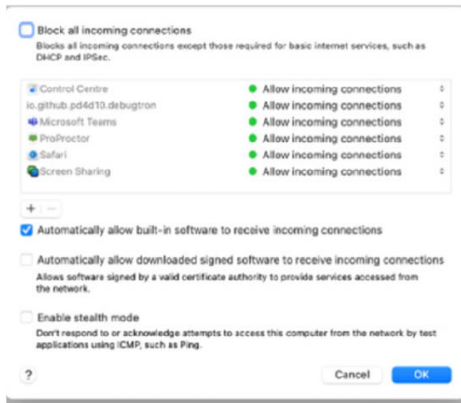 Block all incoming connections
Blocks all incoming connections except those required for basic internet services, such as
DHCP and IPSec.
Control Centre Allow incoming connections
io.github.pd4d10.debugtron Allow incoming connections
Microsoft Teams Allow incoming connections
ProProctor Allow incoming connections
Safari Allow incoming connections
Screen Sharing Allow incoming connections
+ −
Automatically allow built-in software to receive incoming connections
Automatically allow downloaded signed software to receive incoming connections
Allows software signed by a valid certificate authority to provide services accessed from
the network.
Enable stealth mode
Don't respond to or acknowledge attempts to access this computer from the network by test
applications using ICMP, such as Ping.
? Cancel OK